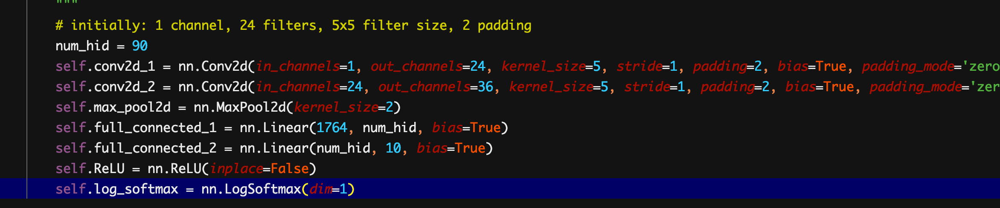 """
# initially: 1 channel, 24 filters, 5x5 filter size, 2 padding
num_hid = 90
self.conv2d_1 = nn.Conv2d(in_channels=1, out_channels=24, kernel_size=5, stride=1, padding=2, bias=True, padding_mode='zero
self.conv2d_2 = nn.Conv2d(in_channels=24, out_channels=36, kernel_size=5, stride=1, padding=2, bias=True, padding_mode='zer
self.max_pool2d = nn.MaxPool2d(kernel_size=2)
self.full_connected_1 = nn.Linear(1764, num_hid, bias=True)
self.full_connected_2 = nn.Linear(num_hid, 10, bias=True)
self.ReLU = nn.ReLU(inplace=False)
self.log_softmax = nn.LogSoftmax(dim=1)